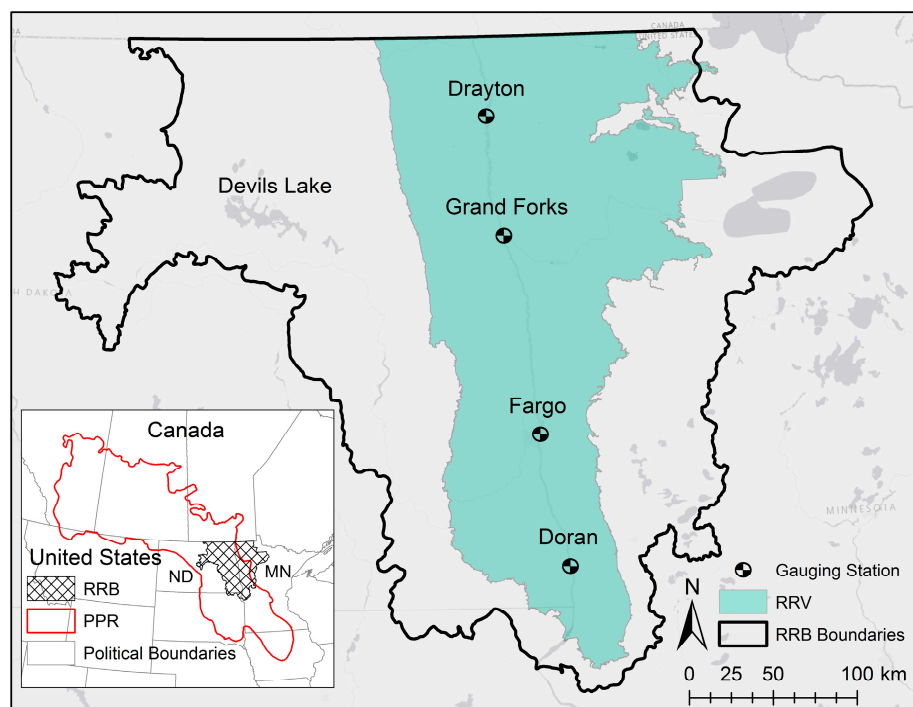 CANADA
UNITED STATES
Drayton
Devils Lake
Grand Forks
H DAKOTA
Fargo
Doran
MINNESOTA
Canada
United States
ND
MN
RRB
PPR
Political Boundaries
N
Gauging Station
RRV
RRB Boundaries
0 25 50 100 km